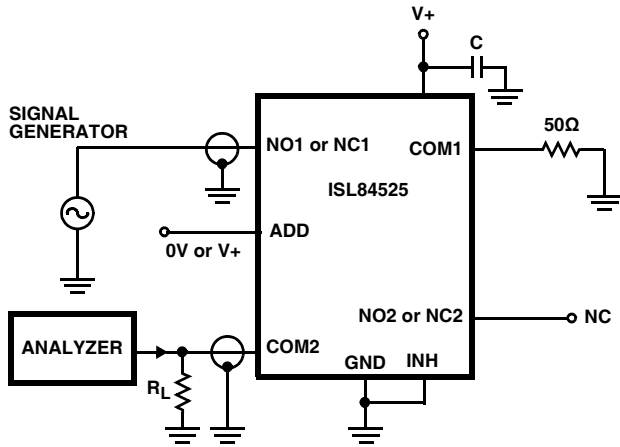 V+
C
SIGNAL
GENERATOR
50Ω
NO1 or NC1
COM1
ISL84525
ADD
0V or V+
NO2 or NC2
NC
ANALYZER
COM2
GND
INH
RL